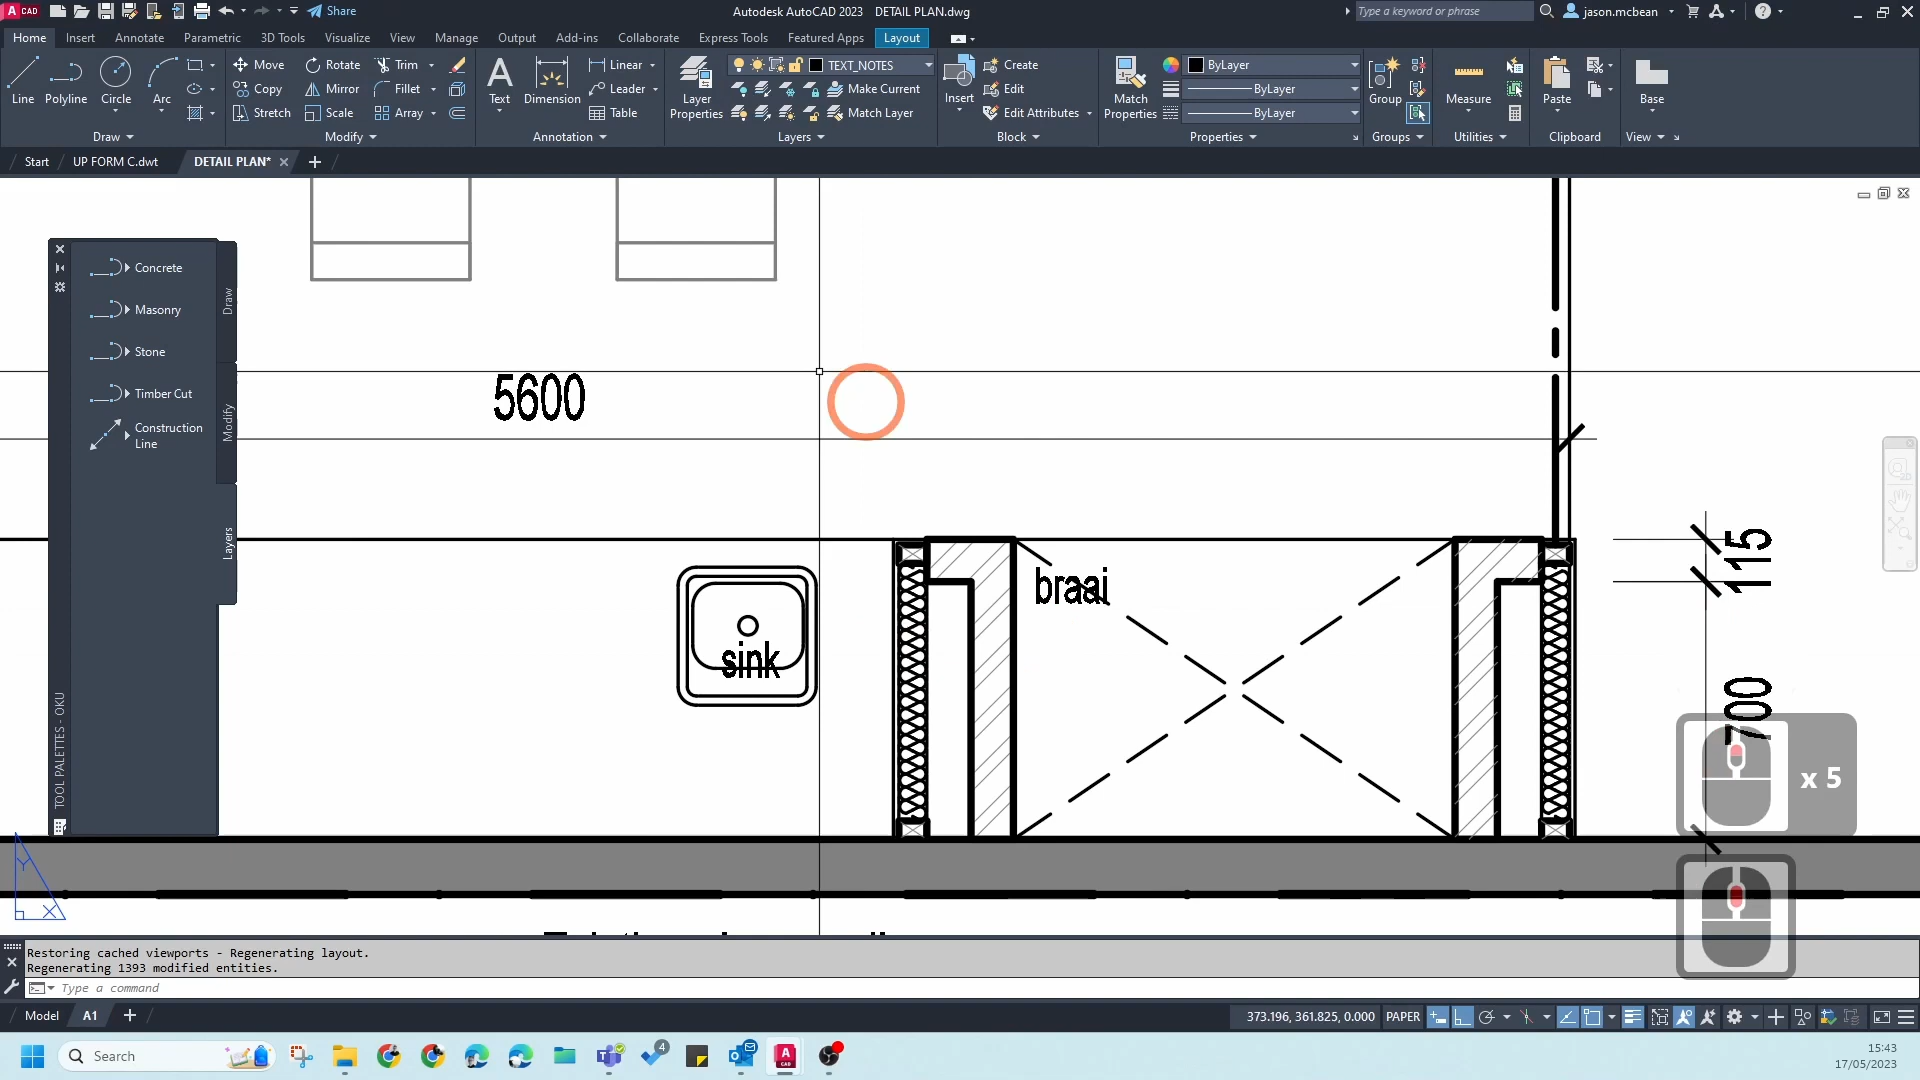 A CAD
Share
Autodesk AutoCAD 2023 DETAIL PLAN.dwg
Type a keyword or phrase
jason.mcbean
Home Insert Annotate Parametric 3D Tools Visualize View Manage Output Add-ins Collaborate Express Tools Featured Apps Layout
Line
Polyline
Circle
Arc
Draw
Move
Rotate
Trim
Copy
Mirror
Fillet
Stretch
Scale
Array
Modify
Text
Dimension
Linear
Leader
Table
Annotation
Layer
Properties
TEXT_NOTES
Make Current
Match Layer
Layers
Insert
Create
Edit
Edit Attributes
Block
Match
Properties
ByLayer
ByLayer
ByLayer
Properties
Group
Groups
Measure
Utilities
Paste
Clipboard
Base
View
Start UP FORM C.dwt DETAIL PLAN*
Concrete
Masonry
Stone
Timber Cut
Construction
Line
Draw
Modify
Layers
TOOL PALETTES - OKU
5600
braai
sink
115
700
x 5
Y
X
Restoring cached viewports - Regenerating layout.
Regenerating 1393 modified entities.
Type a command
Model A1
373.196, 361.825, 0.000 PAPER
Search
4
15:43
17/05/2023